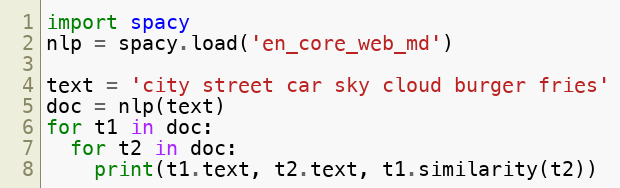 1 import spacy
2 nlp = spacy.load('en_core_web_md')
3
4 text = 'city street car sky cloud burger fries'
5 doc = nlp(text)
6 for t1 in doc:
7   for t2 in doc:
8     print(t1.text, t2.text, t1.similarity(t2))